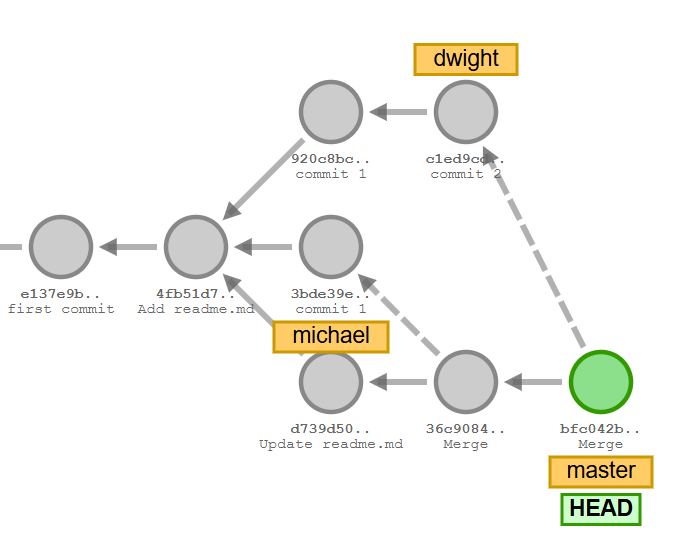 dwight
920c8bc..
commit 1
c1ed9cd..
commit 2
e137e9b..
first commit
4fb51d7..
Add readme.md
3bde39e..
commit 1
michael
d739d50..
Update readme.md
36c9084..
Merge
bfc042b..
Merge
master
HEAD